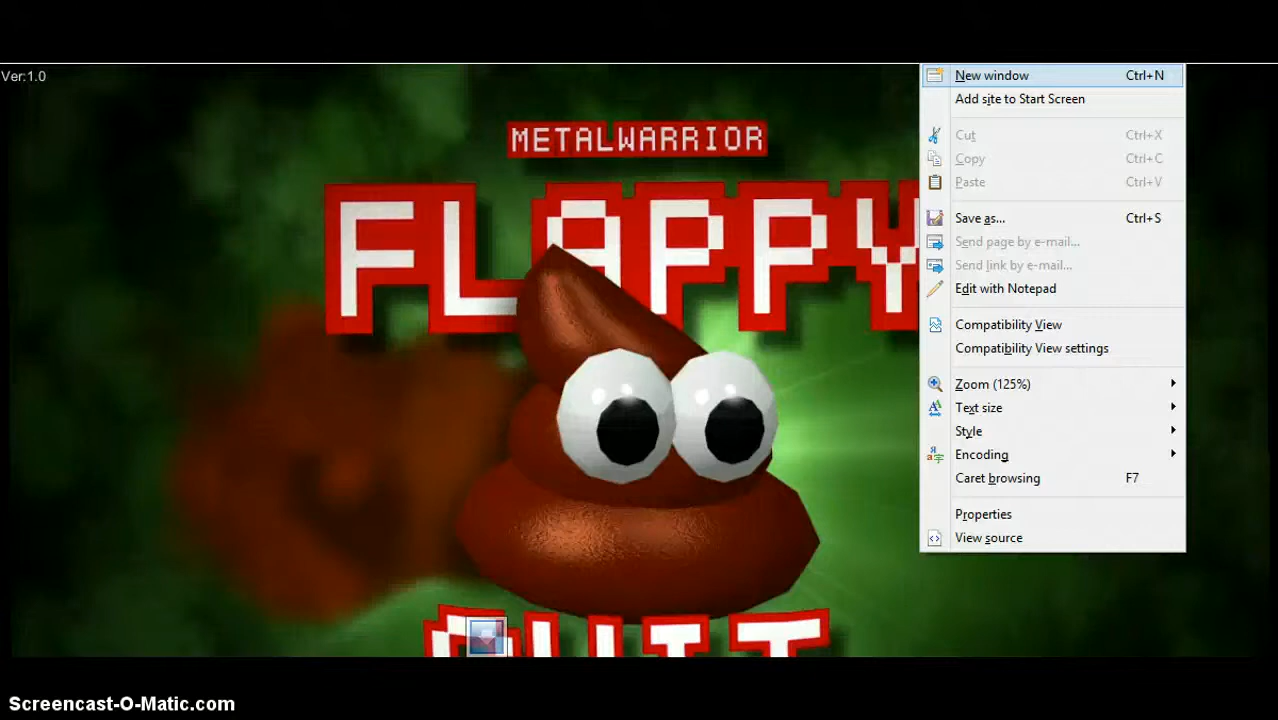 Ver:1.0
METALWARRIOR
FLAPPY
New window Ctrl+N
Add site to Start Screen
Cut Ctrl+X
Copy Ctrl+C
Paste Ctrl+V
Save as... Ctrl+S
Send page by e-mail...
Send link by e-mail...
Edit with Notepad
Compatibility View
Compatibility View settings
Zoom (125%)
Text size
Style
Encoding
Caret browsing F7
Properties
View source
QUIT
Screencast-O-Matic.com